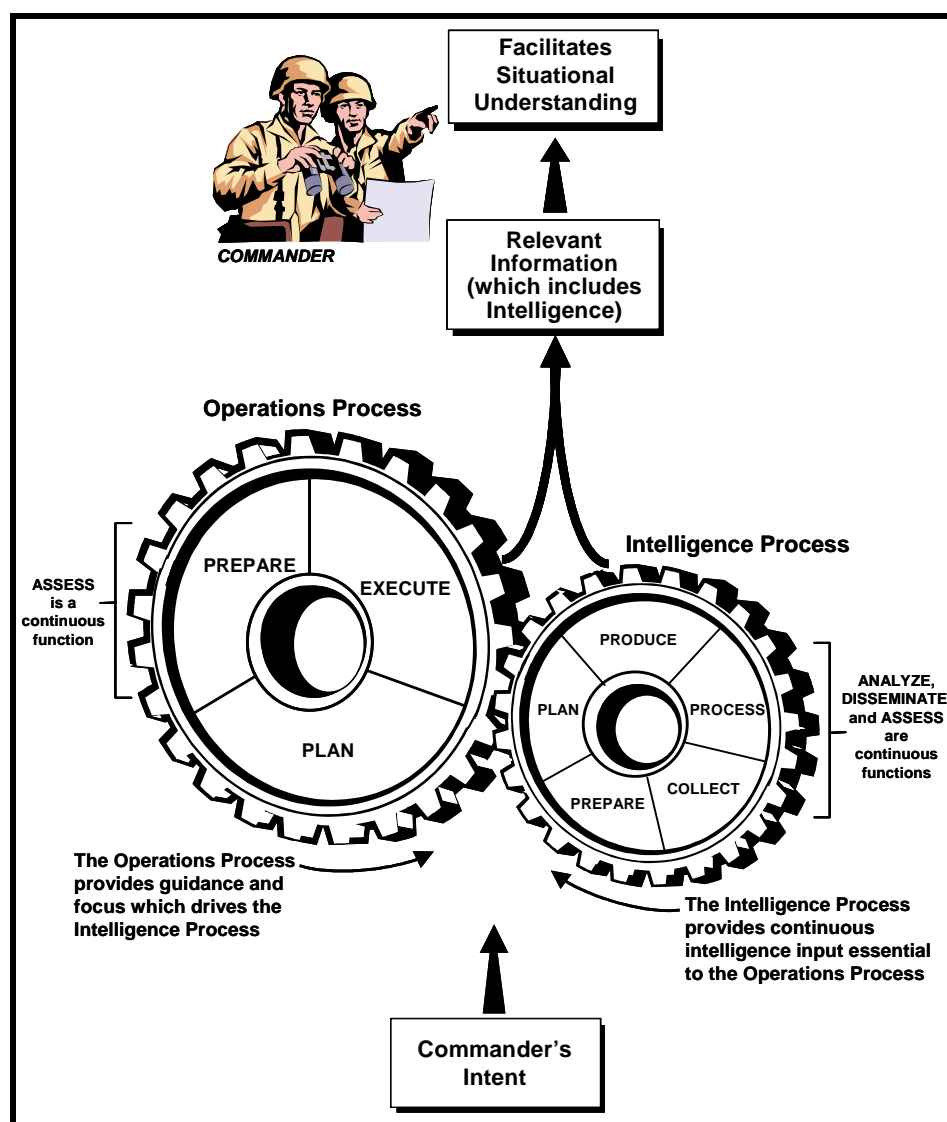 Facilitates
Situational
Understanding
COMMANDER
Relevant
Information
(which includes
Intelligence)
Operations Process
Intelligence Process
PREPARE
EXECUTE
PLAN
ASSESS
is a
continuous
function
PRODUCE
PLAN
PROCESS
PREPARE
COLLECT
ANALYZE,
DISSEMINATE
and ASSESS
are
continuous
functions
The Operations Process
provides guidance and
focus which drives the
Intelligence Process
The Intelligence Process
provides continuous
intelligence input essential
to the Operations Process
Commander’s
Intent